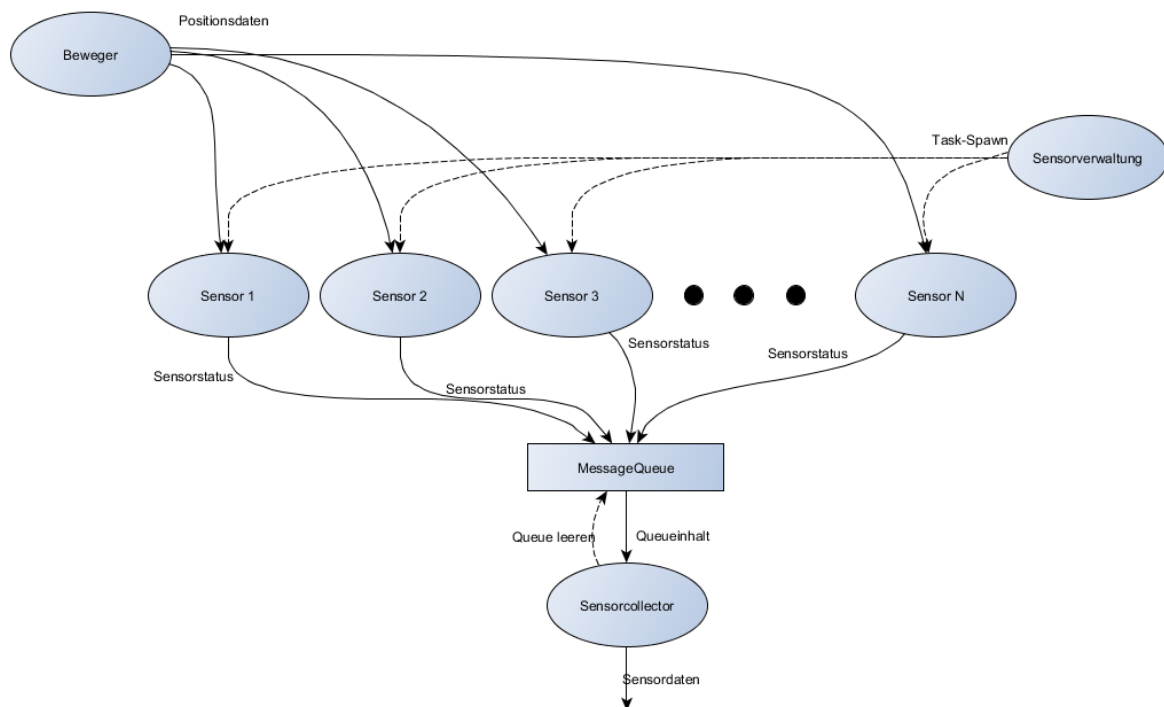 Positionsdaten
Beweger
Task-Spawn
Sensorverwaltung
Sensor 1
Sensor 2
Sensor 3
Sensor N
Sensorstatus
Sensorstatus
Sensorstatus
Sensorstatus
MessageQueue
Queue leeren
Queueinhalt
Sensorcollector
Sensordaten